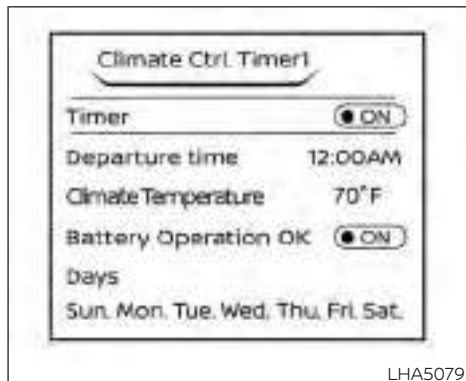 Climate Ctrl. Timer1
Timer ON
Departure time 12:00AM
Climate Temperature 70°F
Battery Operation OK ON
Days
Sun. Mon. Tue. Wed. Thu. Fri. Sat.
LHA5079